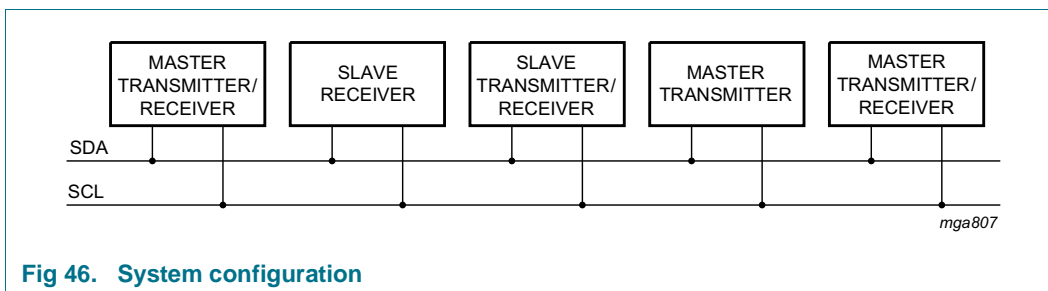 MASTER
TRANSMITTER/
RECEIVER
SLAVE
RECEIVER
SLAVE
TRANSMITTER/
RECEIVER
MASTER
TRANSMITTER
MASTER
TRANSMITTER/
RECEIVER
SDA
SCL
mga807
Fig 46. System configuration